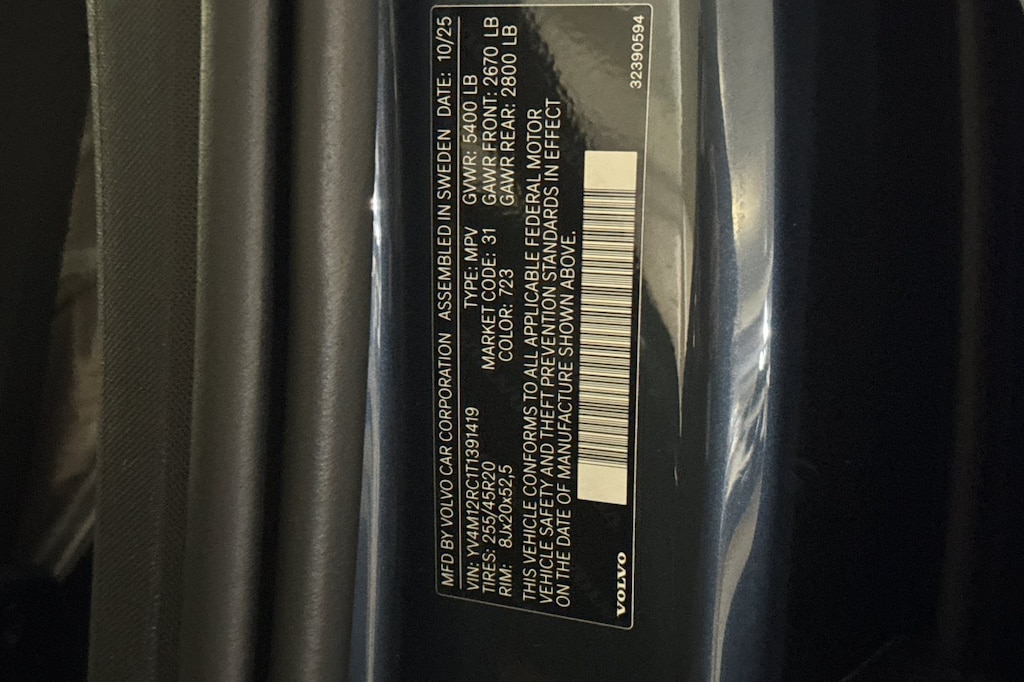 MFD BY VOLVO CAR CORPORATION ASSEMBLED IN SWEDEN DATE: 10/25
VIN: YV4M12RC1T1391419 TYPE: MPV GVWR: 5400 LB
TIRES: 255/45R20 MARKET CODE: 31 GAWR FRONT: 2670 LB
RIM: 8Jx20x52,5 COLOR: 723 GAWR REAR: 2800 LB
THIS VEHICLE CONFORMS TO ALL APPLICABLE FEDERAL MOTOR
VEHICLE SAFETY AND THEFT PREVENTION STANDARDS IN EFFECT
ON THE DATE OF MANUFACTURE SHOWN ABOVE.
VOLVO 32390594